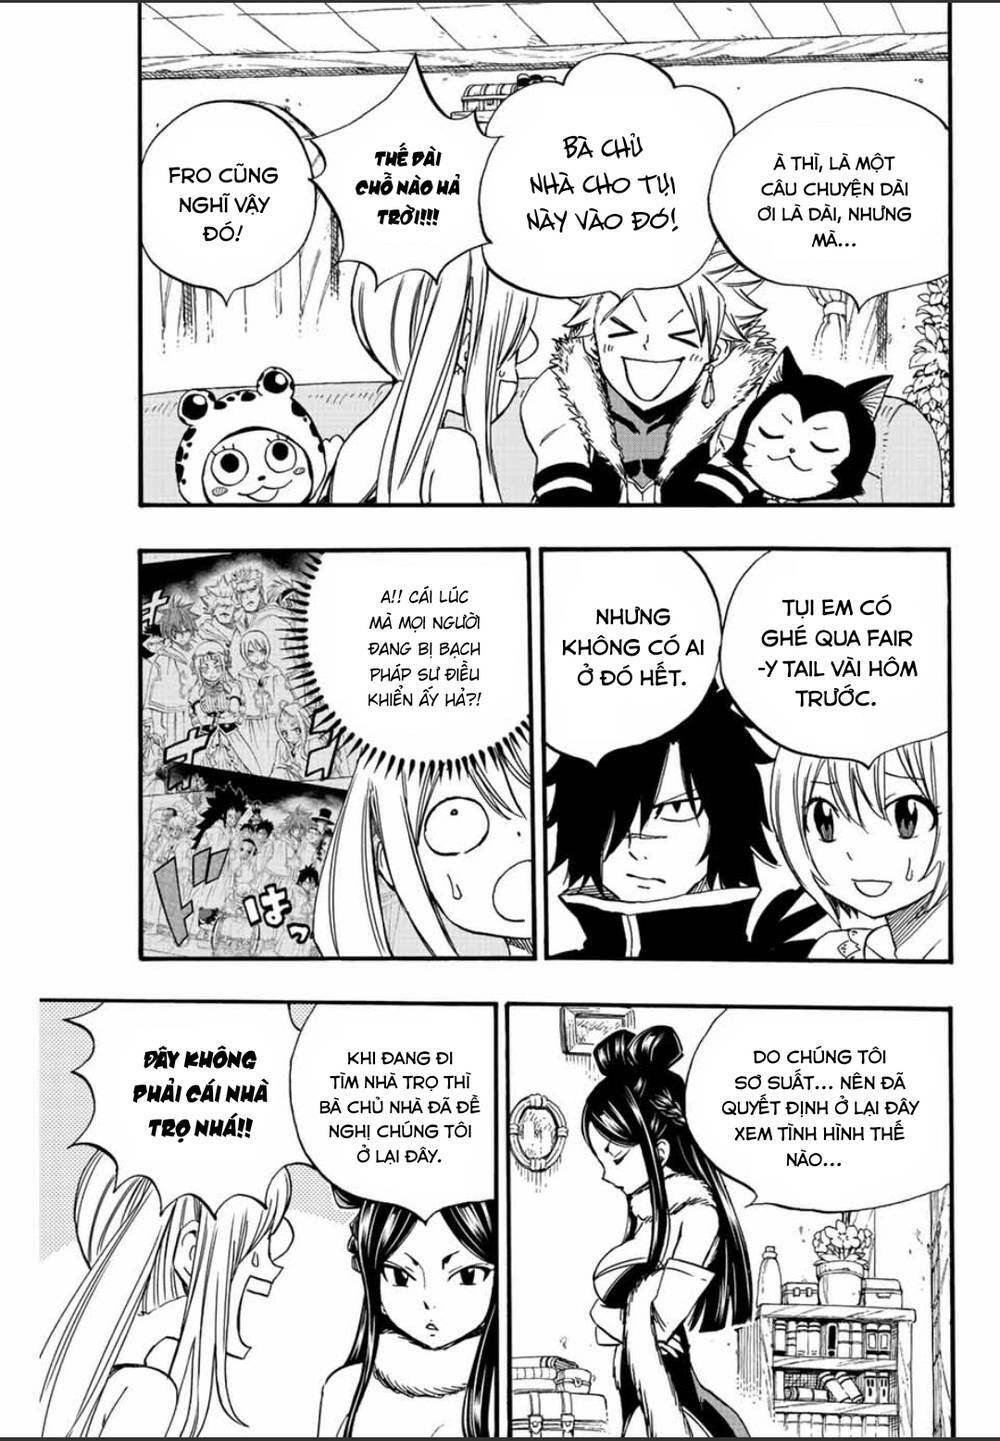 À THÌ, LÀ MỘT
CÂU CHUYỆN DÀI
ƠI LÀ DÀI, NHƯNG
MÀ...
BÀ CHỦ
NHÀ CHO TỤI
NÀY VÀO ĐÓ!
THẾ DÀI
CHỖ NÀO HẢ
TRỜI!!!
FRO CŨNG
NGHĨ VẬY
ĐÓ!
TỤI EM CÓ
GHÉ QUA FAIR
-Y TAIL VÀI HÔM
TRƯỚC.
NHƯNG
KHÔNG CÓ AI
Ở ĐÓ HẾT.
A!! CÁI LÚC
MÀ MỌI NGƯỜI
ĐANG BỊ BẠCH
PHÁP SƯ ĐIỀU
KHIỂN ẤY HẢ?!
ドド
はっ
DO CHÚNG TÔI
SƠ SUẤT... NÊN ĐÃ
QUYẾT ĐỊNH Ở LẠI ĐÂY
XEM TÌNH HÌNH THẾ
NÀO...
KHI ĐANG ĐI
TÌM NHÀ TRỌ THÌ
BÀ CHỦ NHÀ ĐÃ ĐỀ
NGHỊ CHÚNG TÔI
Ở LẠI ĐÂY.
ĐÂY KHÔNG
PHẢI CÁI NHÀ
TRỌ NHÁ!!